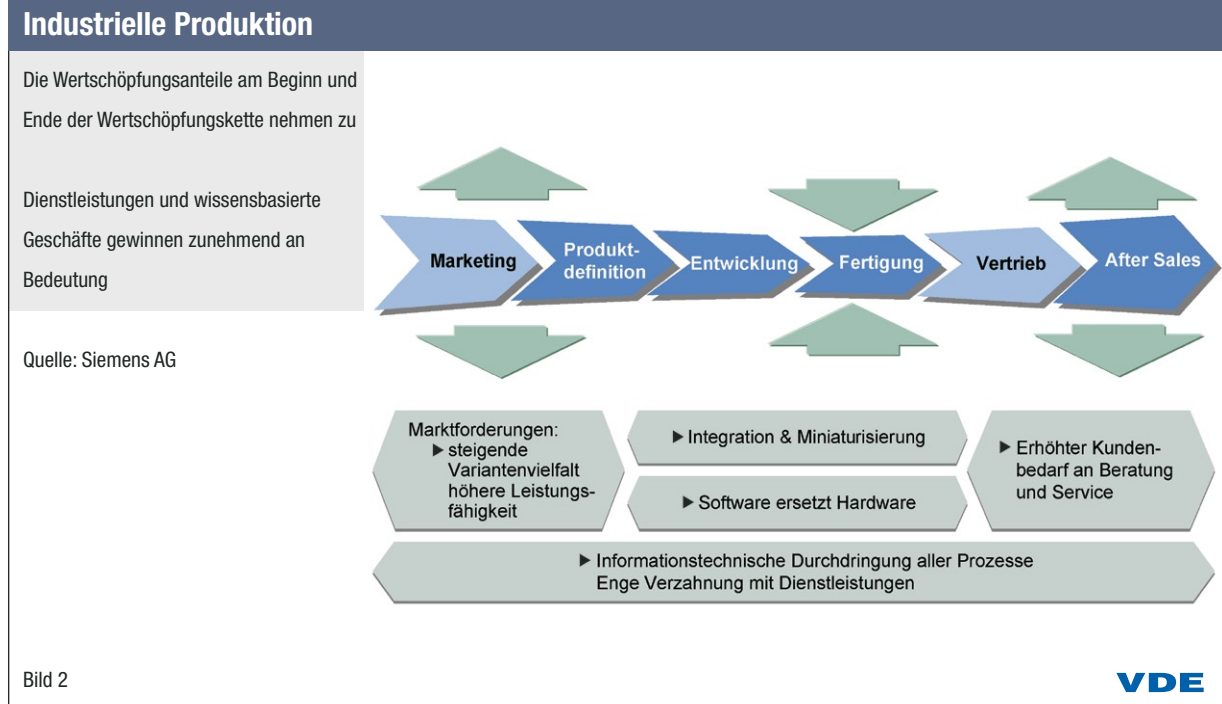 Industrielle Produktion
Die Wertschöpfungsanteile am Beginn und
Ende der Wertschöpfungskette nehmen zu
Dienstleistungen und wissensbasierte
Geschäfte gewinnen zunehmend an
Bedeutung
Quelle: Siemens AG
Marketing
Produkt-
definition
Entwicklung
Fertigung
Vertrieb
After Sales
Marktforderungen:
▶ steigende
Variantenvielfalt
höhere Leistungs-
fähigkeit
▶ Integration & Miniaturisierung
▶ Software ersetzt Hardware
▶ Erhöhter Kunden-
bedarf an Beratung
und Service
▶ Informationstechnische Durchdringung aller Prozesse
Enge Verzahnung mit Dienstleistungen
Bild 2
VDE